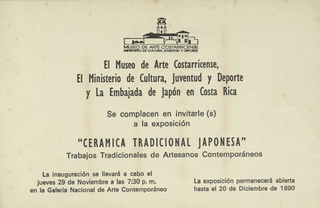 MUSEO DE ARTE COSTARRICENSE
MINISTERIO DE CULTURA, JUVENTUD Y DEPORTES
El Museo de Arte Costarricense,
El Ministerio de Cultura, Juventud y Deporte
y La Embajada de Japón en Costa Rica
Se complacen en invitarle (s)
a la exposición
"CERAMICA TRADICIONAL JAPONESA"
Trabajos Tradicionales de Artesanos Contemporáneos
La inauguración se llevará a cabo el
jueves 29 de Noviembre a las 7:30 p. m.
en la Galería Nacional de Arte Contemporáneo
La exposición permanecerá abierta
hasta el 20 de Diciembre de 1990